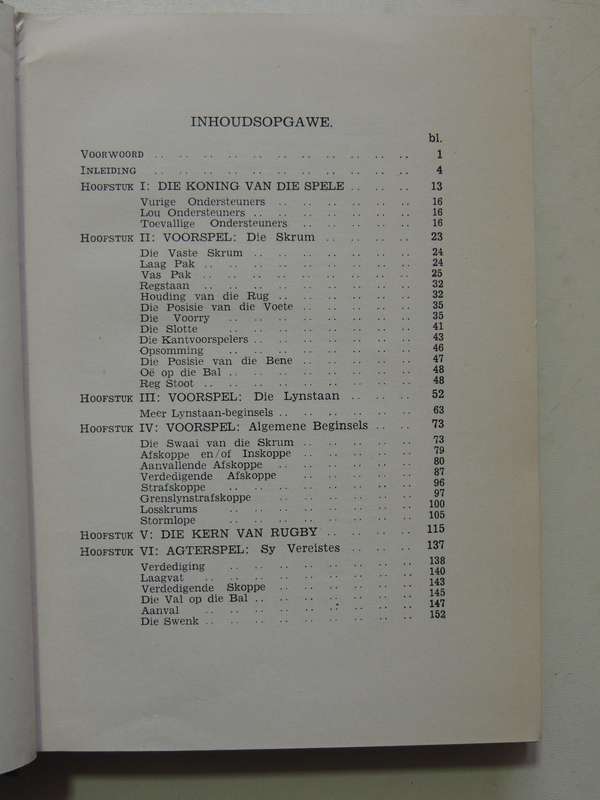 INHOUDSOPGAWE.
bl.
VOORWOORD .. .. .. .. .. .. .. .. .. .. .. 1
INLEIDING .. .. .. .. .. .. .. .. .. .. .. 4
HOOFSTUK I: DIE KONING VAN DIE SPELE .. .. .. 13
Vurige Ondersteuners .. .. .. .. .. .. 16
Lou Ondersteuners .. .. .. .. .. .. .. 16
Toevallige Ondersteuners .. .. .. .. .. 16
HOOFSTUK II: VOORSPEL: Die Skrum .. .. .. .. 23
Die Vaste Skrum .. .. .. .. .. .. .. 24
Laag Pak .. .. .. .. .. .. .. .. .. 24
Vas Pak .. .. .. .. .. .. .. .. .. 25
Regstaan .. .. .. .. .. .. .. .. .. 32
Houding van die Rug .. .. .. .. .. .. 32
Die Posisie van die Voete .. .. .. .. .. 35
Die Voorry .. .. .. .. .. .. .. .. 35
Die Slotte .. .. .. .. .. .. .. .. 41
Die Kantvoorspelers .. .. .. .. .. .. .. 43
Opsomming .. .. .. .. .. .. .. .. 46
Die Posisie van die Bene .. .. .. .. .. 47
Oë op die Bal .. .. .. .. .. .. .. .. 48
Reg Stoot .. .. .. .. .. .. .. .. .. 48
HOOFSTUK III: VOORSPEL: Die Lynstaan .. .. .. 52
Meer Lynstaan-beginsels .. .. .. .. .. .. 63
HOOFSTUK IV: VOORSPEL: Algemene Beginsels .. .. 73
Die Swaai van die Skrum .. .. .. .. .. 73
Afskoppe en/of Inskoppe .. .. .. .. .. 79
Aanvallende Afskoppe .. .. .. .. .. .. 80
Verdedigende Afskoppe .. .. .. .. .. 87
Strafskoppe .. .. .. .. .. .. .. .. 96
Grenslynstrafskoppe .. .. .. .. .. .. 97
Losskrums .. .. .. .. .. .. .. .. 100
Stormlope .. .. .. .. .. .. .. .. 105
HOOFSTUK V: DIE KERN VAN RUGBY .. .. .. .. 115
HOOFSTUK VI: AGTERSPEL: Sy Vereistes .. .. .. 137
Verdediging .. .. .. .. .. .. .. .. 138
Laagvat .. .. .. .. .. .. .. .. .. 140
Verdedigende Skoppe .. .. .. .. .. .. 143
Die Val op die Bal .. .. .. .. .. .. .. 145
Aanval .. .. .. .. .. .. .. .. .. 147
Die Swenk .. .. .. .. .. .. .. .. .. 152